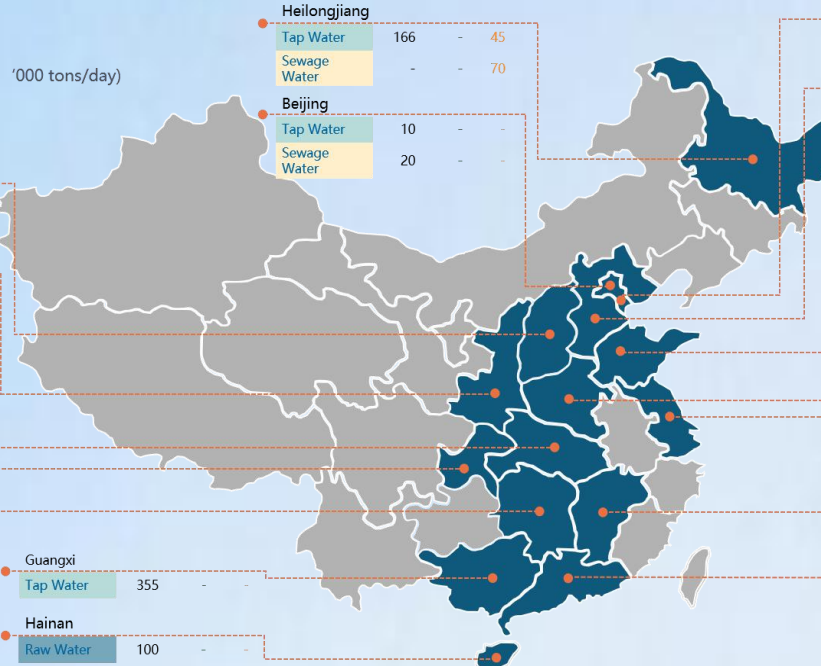 Heilongjiang
Tap Water 166 - 45
Sewage
Water - - 70
'000 tons/day)
Beijing
Tap Water 10 - -
Sewage
Water 20 - -
Guangxi
Tap Water 355 - -
Hainan
Raw Water 100 - -